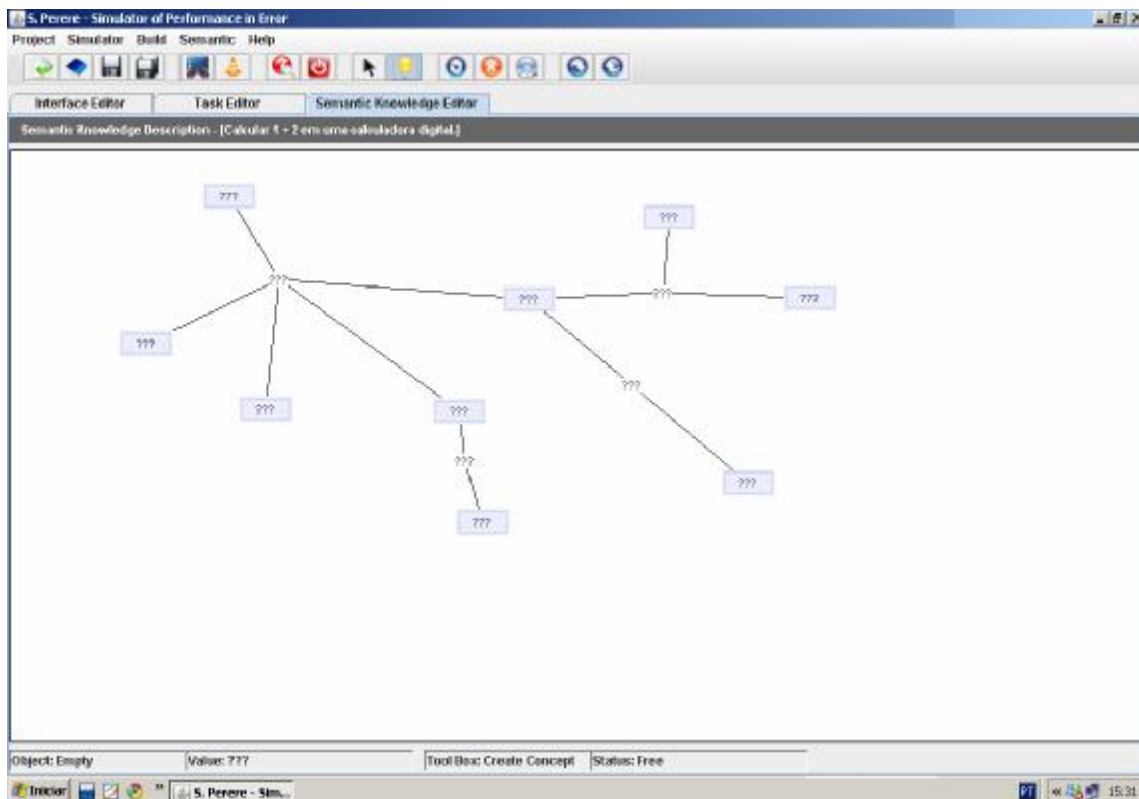 S. Perere - Simulator of Performance in Error
Project Simulator Build Semantic Help
Interface Editor Task Editor Semantic Knowledge Editor
Semantic Knowledge Description - [Calcular 1 + 2 em uma calculadora digital.]
???
???
???
???
???
???
???
???
???
???
???
???
???
Object: Empty Value: ??? Tool Box: Create Concept Status: Free
Iniciar " S. Perere - Sim... PT « 15:31